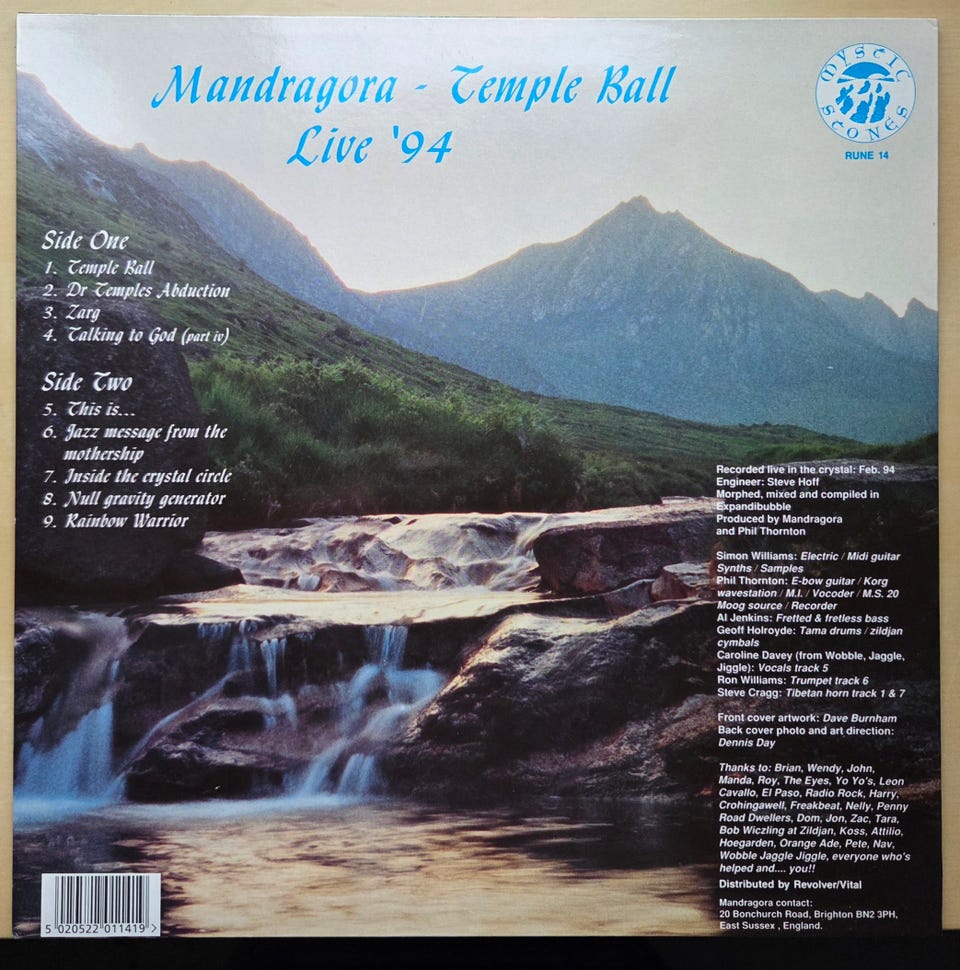 Mandragora - Temple Ball
Live '94
MYSTIC
STONES
RUNE 14
Side One
1. Temple Ball
2. Dr Temples Abduction
3. Zarg
4. Talking to God (part iv)
Side Two
5. This is...
6. Jazz message from the
mothership
7. Inside the crystal circle
8. Null gravity generator
9. Rainbow Warrior
Recorded live in the crystal: Feb. 94
Engineer: Steve Hoff
Morphed, mixed and compiled in
Expandibubble
Produced by Mandragora
and Phil Thornton
Simon Williams: Electric / Midi guitar
Synths / Samples
Phil Thornton: E-bow guitar / Korg
wavestation / M.I. / Vocoder / M.S. 20
Moog source / Recorder
Al Jenkins: Fretted & fretless bass
Geoff Holroyde: Tama drums / zildjan
cymbals
Caroline Davey (from Wobble, Jaggle,
Jiggle): Vocals track 5
Ron Williams: Trumpet track 6
Steve Cragg: Tibetan horn track 1 & 7
Front cover artwork: Dave Burnham
Back cover photo and art direction:
Dennis Day
Thanks to: Brian, Wendy, John,
Manda, Roy, The Eyes, Yo Yo's, Leon
Cavallo, El Paso, Radio Rock, Harry,
Crohingawell, Freakbeat, Nelly, Penny
Road Dwellers, Dom, Jon, Zac, Tara,
Bob Wiczling at Zildjan, Koss, Attilio,
Hoegarden, Orange Ade, Pete, Nav,
Wobble Jaggle Jiggle, everyone who's
helped and.... you!!
Distributed by Revolver/Vital
Mandragora contact:
20 Bonchurch Road, Brighton BN2 3PH,
East Sussex , England.
5 020522 011419 >